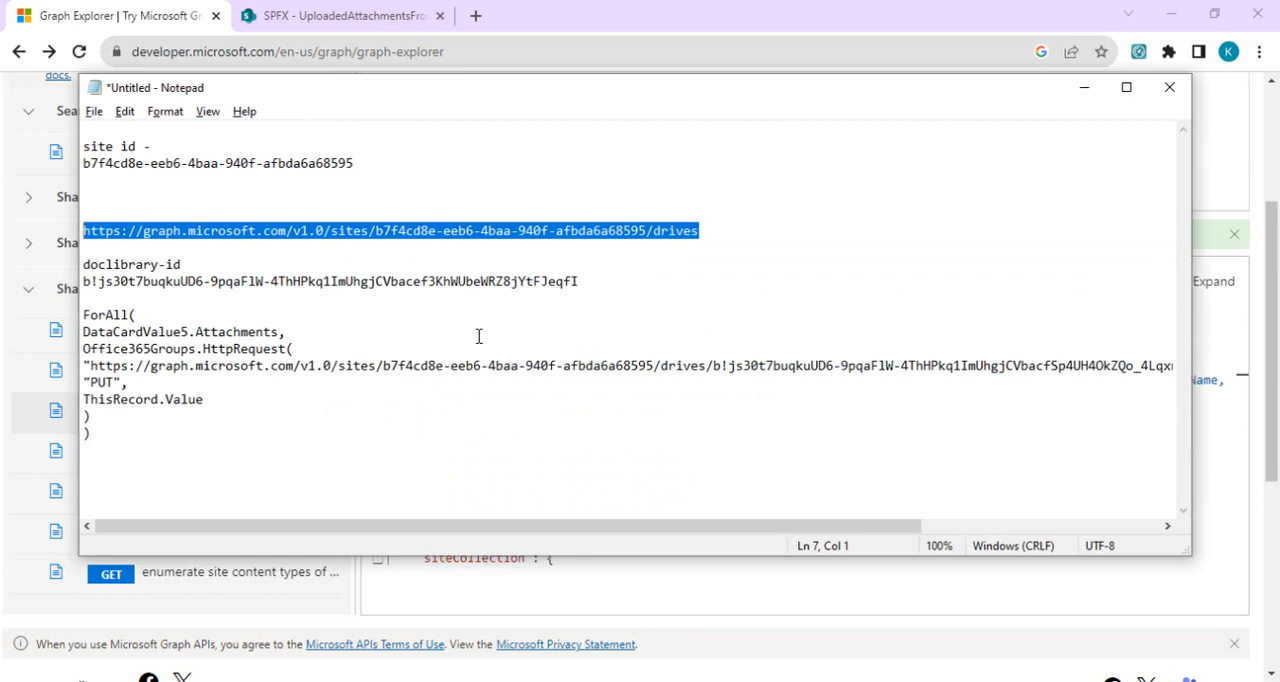 Graph Explorer | Try Microsoft Gr
SPFX - UploadedAttachmentsFro
developer.microsoft.com/en-us/graph/graph-explorer
K
docs.
*Untitled - Notepad
File Edit Format View Help
Sea
Sha
Sha
Sha
site id -
b7f4cd8e-eeb6-4baa-940f-afbda6a68595
https://graph.microsoft.com/v1.0/sites/b7f4cd8e-eeb6-4baa-940f-afbda6a68595/drives
doclibrary-id
b!js30t7buqkuUD6-9pqaFlW-4ThHPkq1ImUhgjCVbacef3KhWUbeWRZ8jYtFJeqfI
ForAll(
DataCardValue5.Attachments,
Office365Groups.HttpRequest(
"https://graph.microsoft.com/v1.0/sites/b7f4cd8e-eeb6-4baa-940f-afbda6a68595/drives/b!js30t7buqkuUD6-9pqaFlW-4ThHPkq1ImUhgjCVbacfSp4UH4OkZQo_4Lqx
"PUT",
ThisRecord.Value
)
)
Expand
Name,
Ln 7, Col 1 100% Windows (CRLF) UTF-8
siteCollection : {
GET enumerate site content types of ...
When you use Microsoft Graph APIs, you agree to the Microsoft APIs Terms of Use. View the Microsoft Privacy Statement.